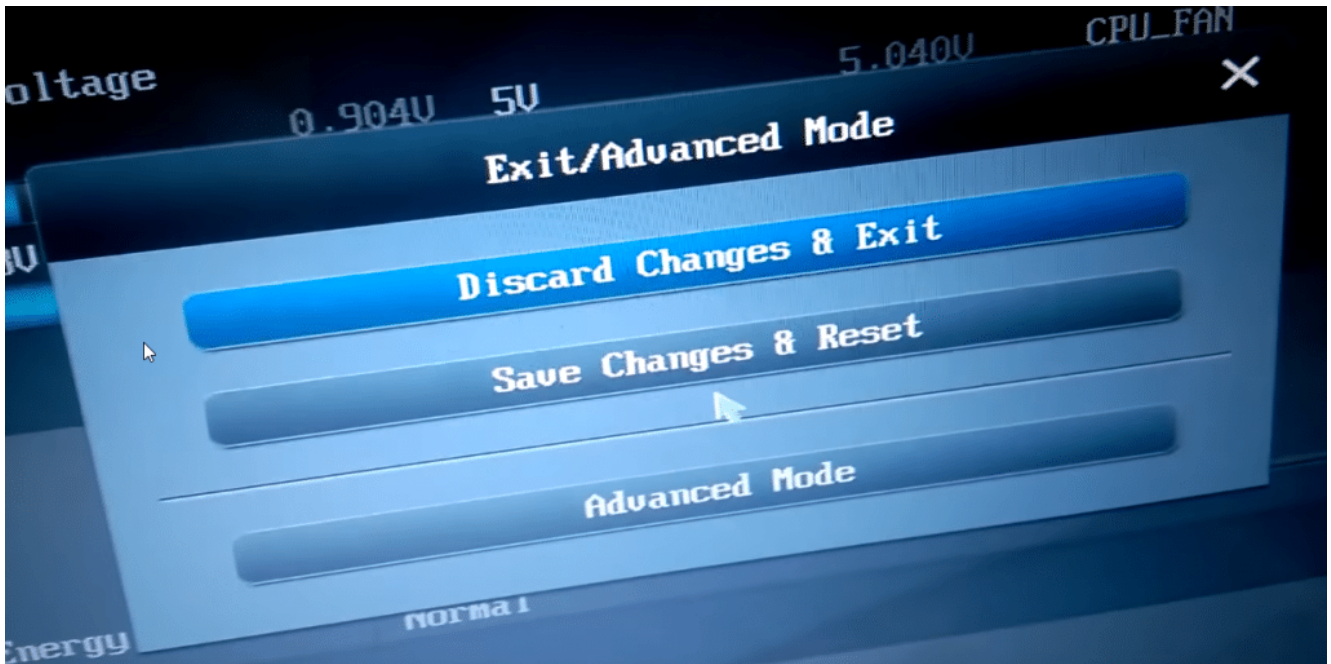 CPU_FAN
oltage
0.904V
5V
5.040V
Exit/Advanced Mode
Discard Changes & Exit
Save Changes & Reset
Advanced Mode
Normal
Energy